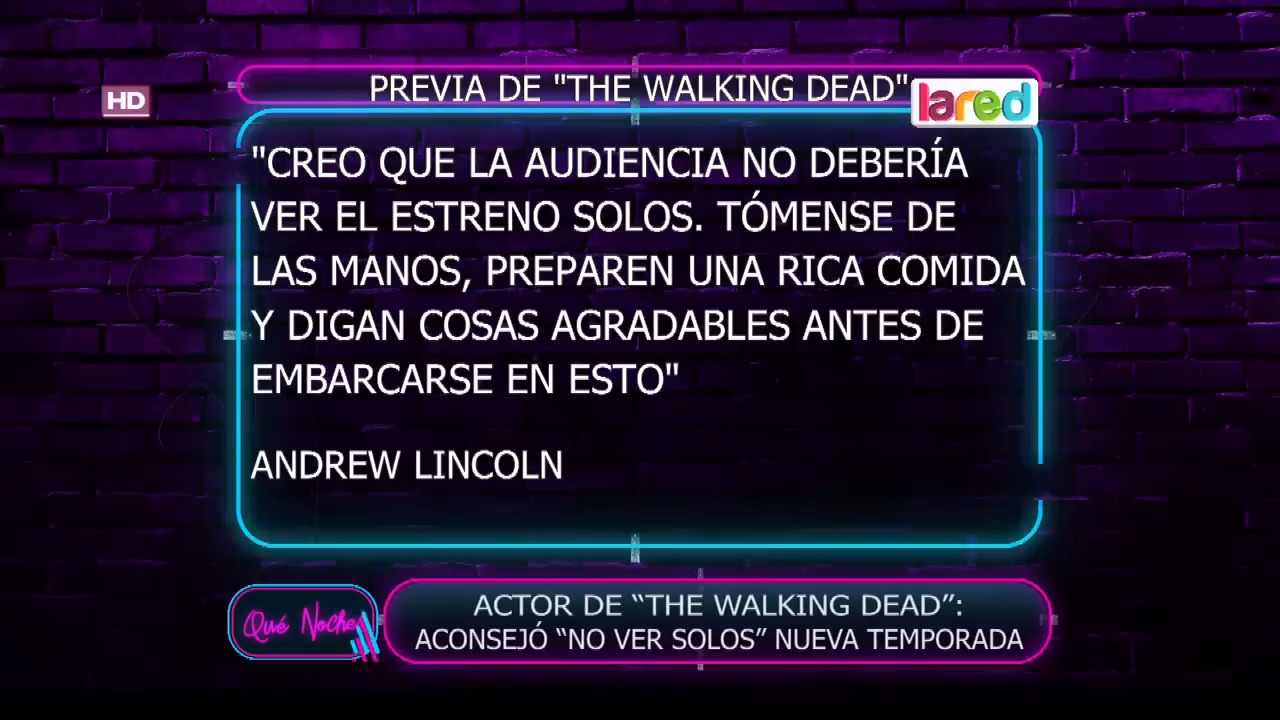 PREVIA DE "THE WALKING DEAD"
lared
HD
"CREO QUE LA AUDIENCIA NO DEBERÍA
VER EL ESTRENO SOLOS. TÓMENSE DE
LAS MANOS, PREPAREN UNA RICA COMIDA
Y DIGAN COSAS AGRADABLES ANTES DE
EMBARCARSE EN ESTO"
ANDREW LINCOLN
Qué Noche
ACTOR DE “THE WALKING DEAD”:
ACONSEJÓ “NO VER SOLOS” NUEVA TEMPORADA